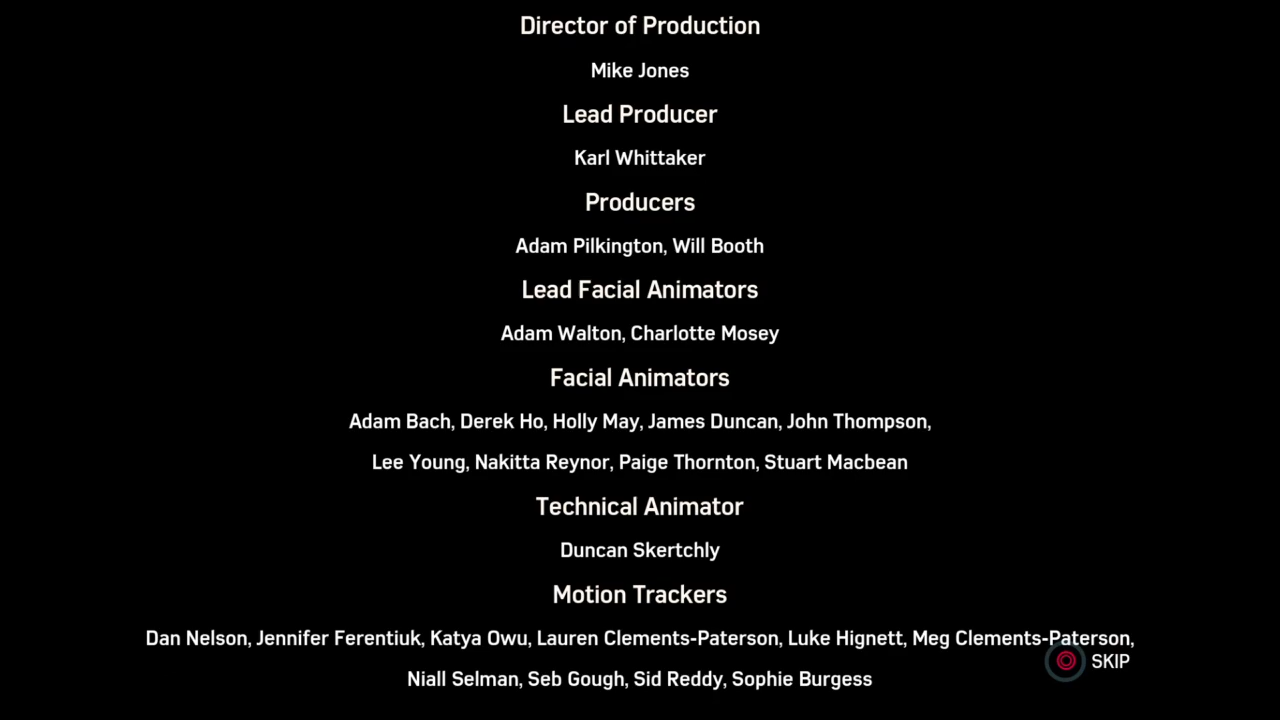 Director of Production
Mike Jones
Lead Producer
Karl Whittaker
Producers
Adam Pilkington, Will Booth
Lead Facial Animators
Adam Walton, Charlotte Mosey
Facial Animators
Adam Bach, Derek Ho, Holly May, James Duncan, John Thompson,
Lee Young, Nakitta Reynor, Paige Thornton, Stuart Macbean
Technical Animator
Duncan Skertchly
Motion Trackers
Dan Nelson, Jennifer Ferentiuk, Katya Owu, Lauren Clements-Paterson, Luke Hignett, Meg Clements-Paterson,
SKIP
Niall Selman, Seb Gough, Sid Reddy, Sophie Burgess